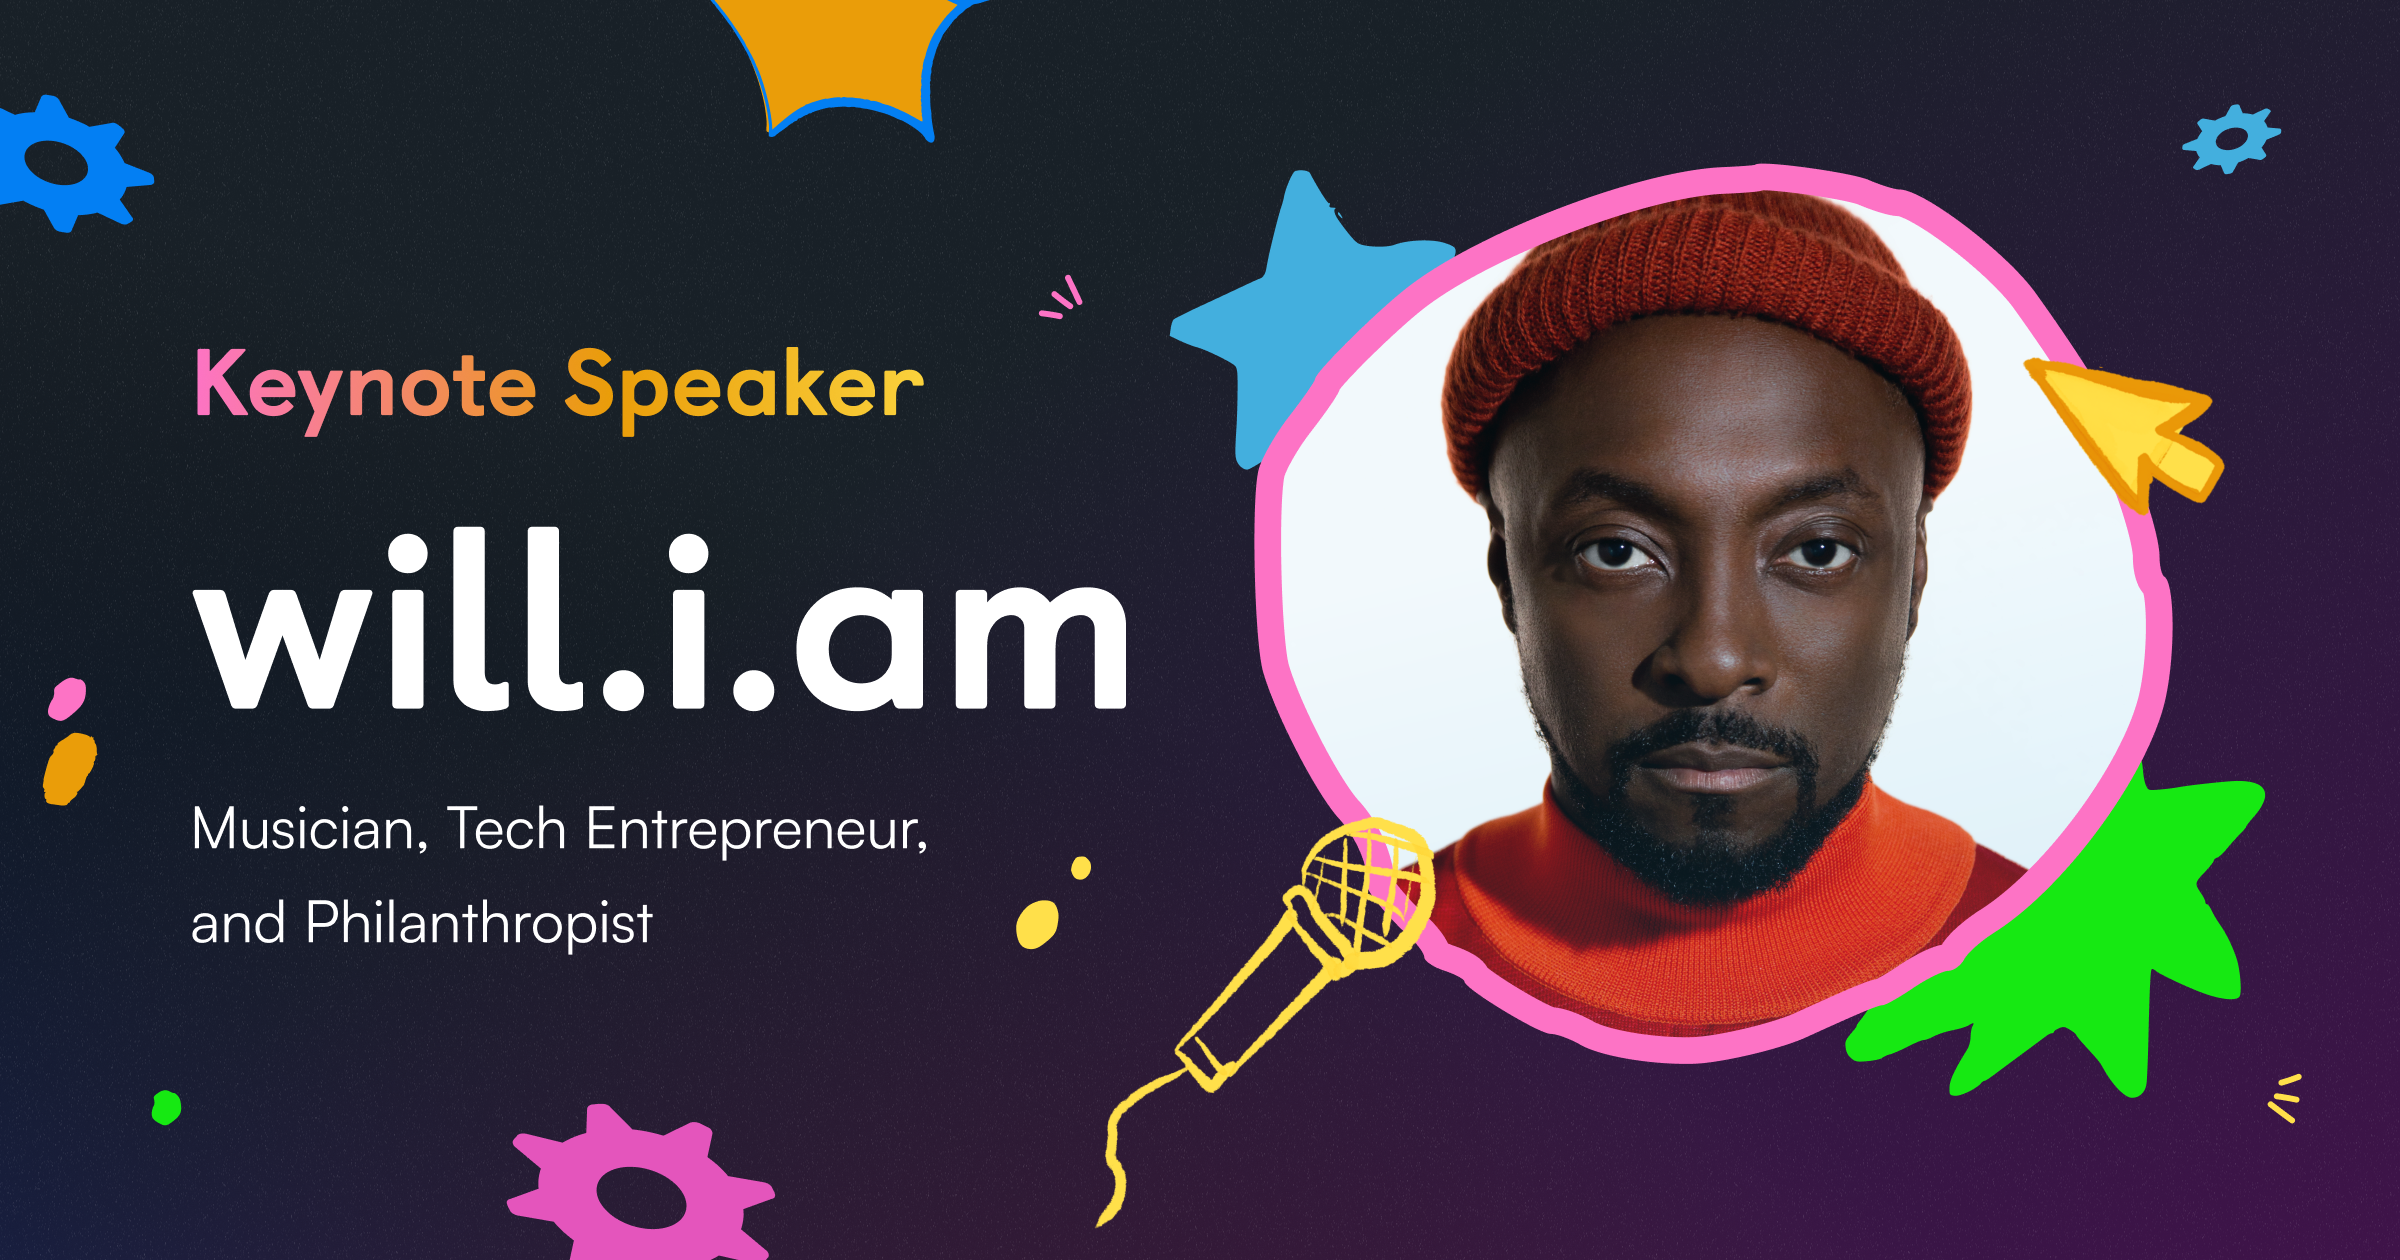 Keynote Speaker
will.i.am
Musician, Tech Entrepreneur,
and Philanthropist